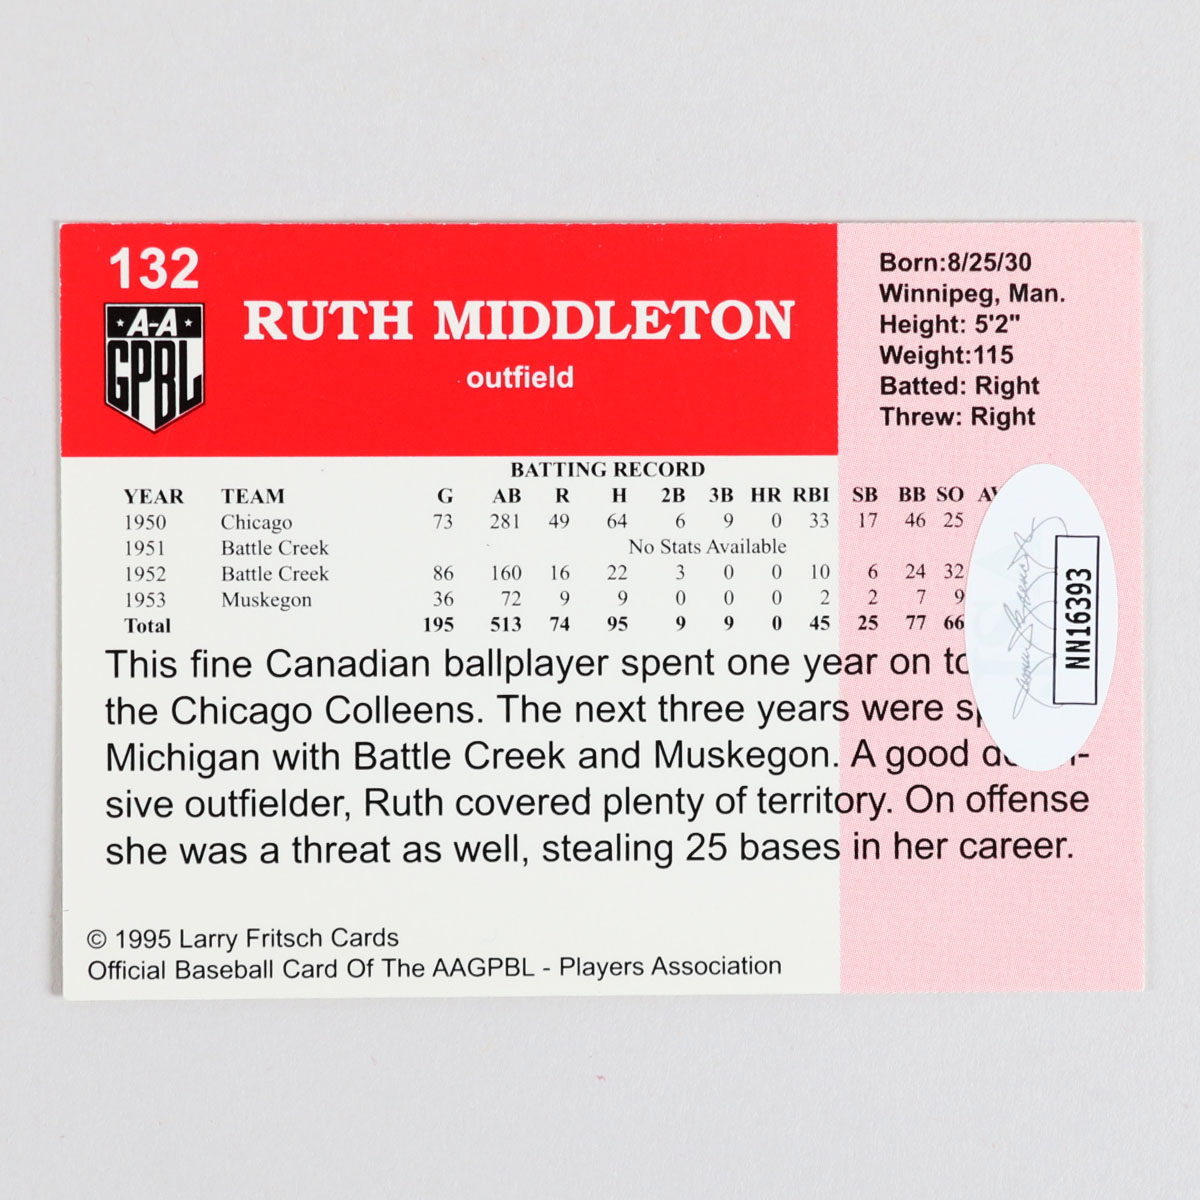 132
A-A
GPBL
RUTH MIDDLETON
outfield
Born:8/25/30
Winnipeg, Man.
Height: 5'2"
Weight:115
Batted: Right
Threw: Right
BATTING RECORD
YEAR TEAM G AB R H 2B 3B HR RBI SB BB SO
1950 Chicago 73 281 49 64 6 9 0 33 17 46 25
1951 Battle Creek No Stats Available
1952 Battle Creek 86 160 16 22 3 0 0 10 6 24 32
1953 Muskegon 36 72 9 9 0 0 0 2 2 7 9
Total 195 513 74 95 9 9 0 45 25 77 66
This fine Canadian ballplayer spent one year on
the Chicago Colleens. The next three years were
Michigan with Battle Creek and Muskegon. A good
sive outfielder, Ruth covered plenty of territory. On offense
she was a threat as well, stealing 25 bases in her career.
NN16393
© 1995 Larry Fritsch Cards
Official Baseball Card Of The AAGPBL - Players Association